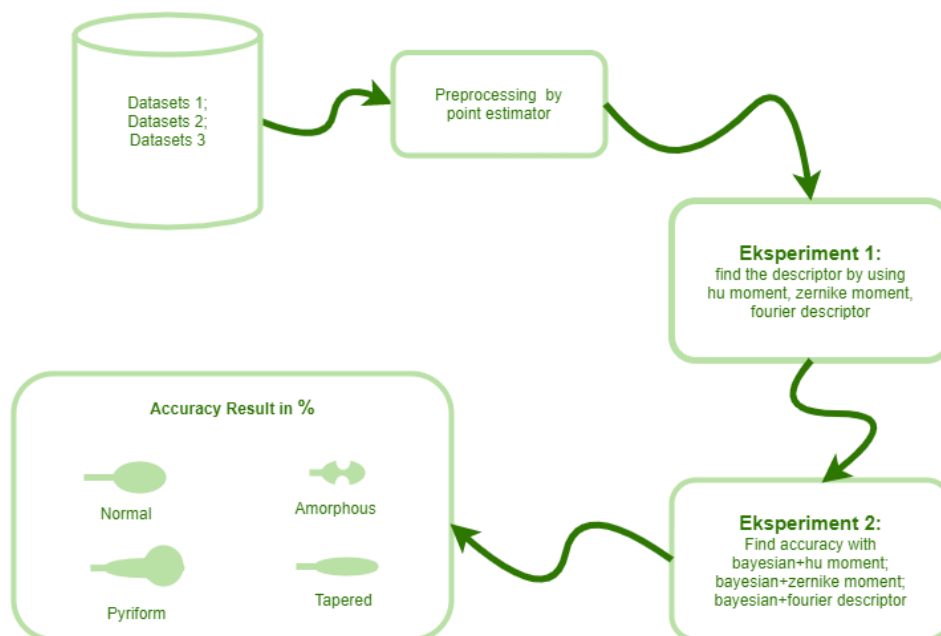 Datasets 1;
Datasets 2;
Datasets 3
Preprocessing by
point estimator
Eksperiment 1:
find the descriptor by using
hu moment, zernike moment,
fourier descriptor
Eksperiment 2:
Find accuracy with
bayesian+hu moment;
bayesian+zernike moment;
bayesian+fourier descriptor
Accuracy Result in %
Normal
Amorphous
Pyriform
Tapered